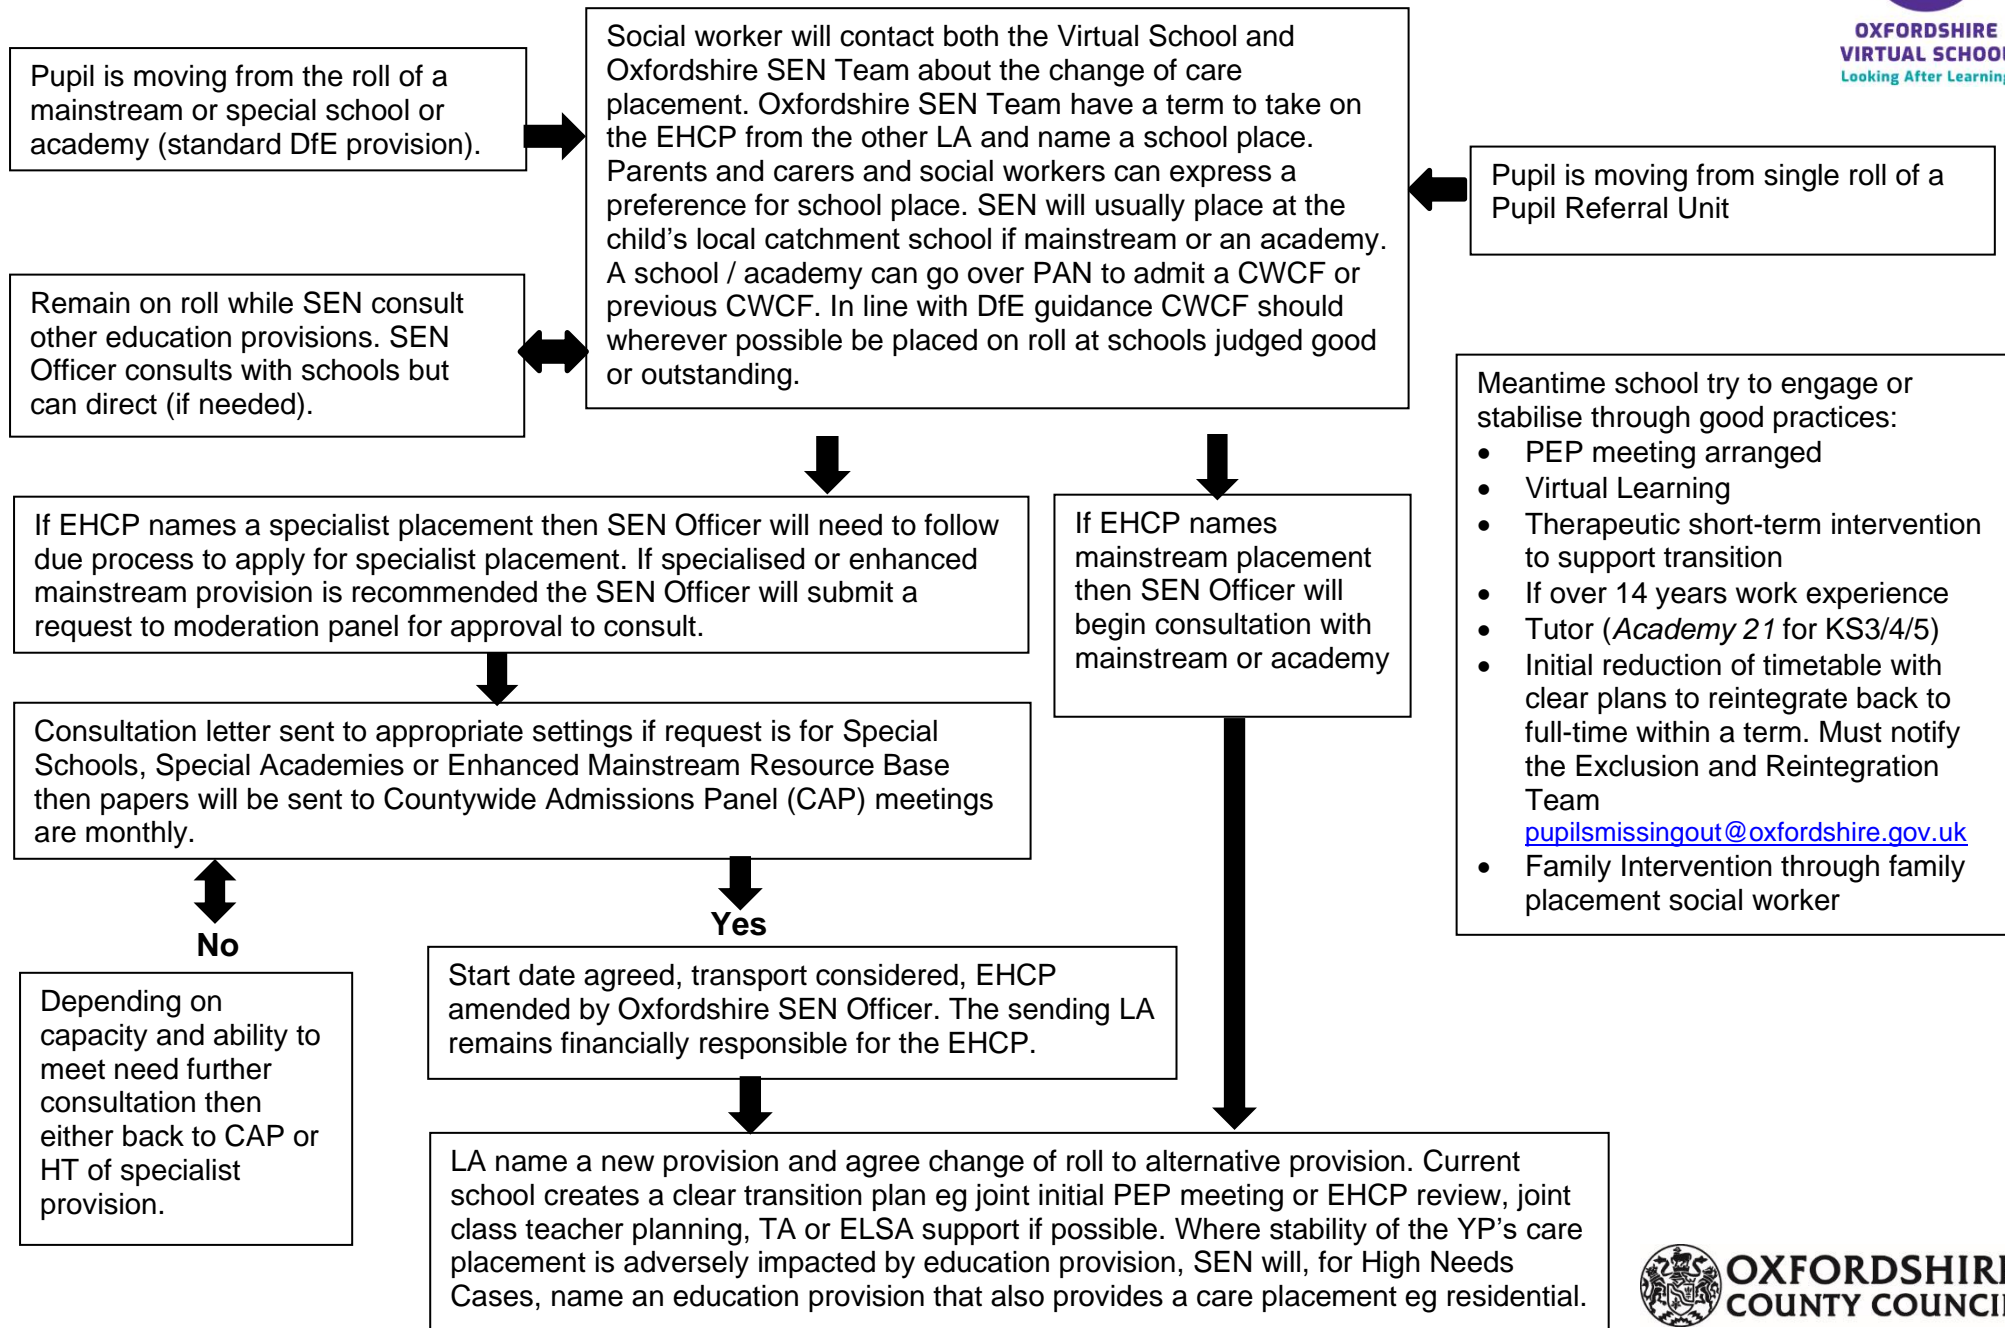 OXFORDSHIRE
VIRTUAL SCHOOL
Looking After Learning
Pupil is moving from the roll of a
mainstream or special school or
academy (standard DfE provision).
Social worker will contact both the Virtual School and
Oxfordshire SEN Team about the change of care
placement. Oxfordshire SEN Team have a term to take on
the EHCP from the other LA and name a school place.
Parents and carers and social workers can express a
preference for school place. SEN will usually place at the
child's local catchment school if mainstream or an academy.
A school / academy can go over PAN to admit a CWCF or
previous CWCF. In line with DfE guidance CWCF should
wherever possible be placed on roll at schools judged good
or outstanding.
Pupil is moving from single roll of a
Pupil Referral Unit
Remain on roll while SEN consult
other education provisions. SEN
Officer consults with schools but
can direct (if needed).
Meantime school try to engage or
stabilise through good practices:
• PEP meeting arranged
• Virtual Learning
• Therapeutic short-term intervention
to support transition
• If over 14 years work experience
• Tutor (Academy 21 for KS3/4/5)
• Initial reduction of timetable with
clear plans to reintegrate back to
full-time within a term. Must notify
the Exclusion and Reintegration
Team
pupilsmissingout@oxfordshire.gov.uk
• Family Intervention through family
placement social worker
If EHCP names a specialist placement then SEN Officer will need to follow
due process to apply for specialist placement. If specialised or enhanced
mainstream provision is recommended the SEN Officer will submit a
request to moderation panel for approval to consult.
If EHCP names
mainstream placement
then SEN Officer will
begin consultation with
mainstream or academy
Consultation letter sent to appropriate settings if request is for Special
Schools, Special Academies or Enhanced Mainstream Resource Base
then papers will be sent to Countywide Admissions Panel (CAP) meetings
are monthly.
No
Yes
Depending on
capacity and ability to
meet need further
consultation then
either back to CAP or
HT of specialist
provision.
Start date agreed, transport considered, EHCP
amended by Oxfordshire SEN Officer. The sending LA
remains financially responsible for the EHCP.
LA name a new provision and agree change of roll to alternative provision. Current
school creates a clear transition plan eg joint initial PEP meeting or EHCP review, joint
class teacher planning, TA or ELSA support if possible. Where stability of the YP's care
placement is adversely impacted by education provision, SEN will, for High Needs
Cases, name an education provision that also provides a care placement eg residential.
OXFORDSHIRE
COUNTY COUNCIL